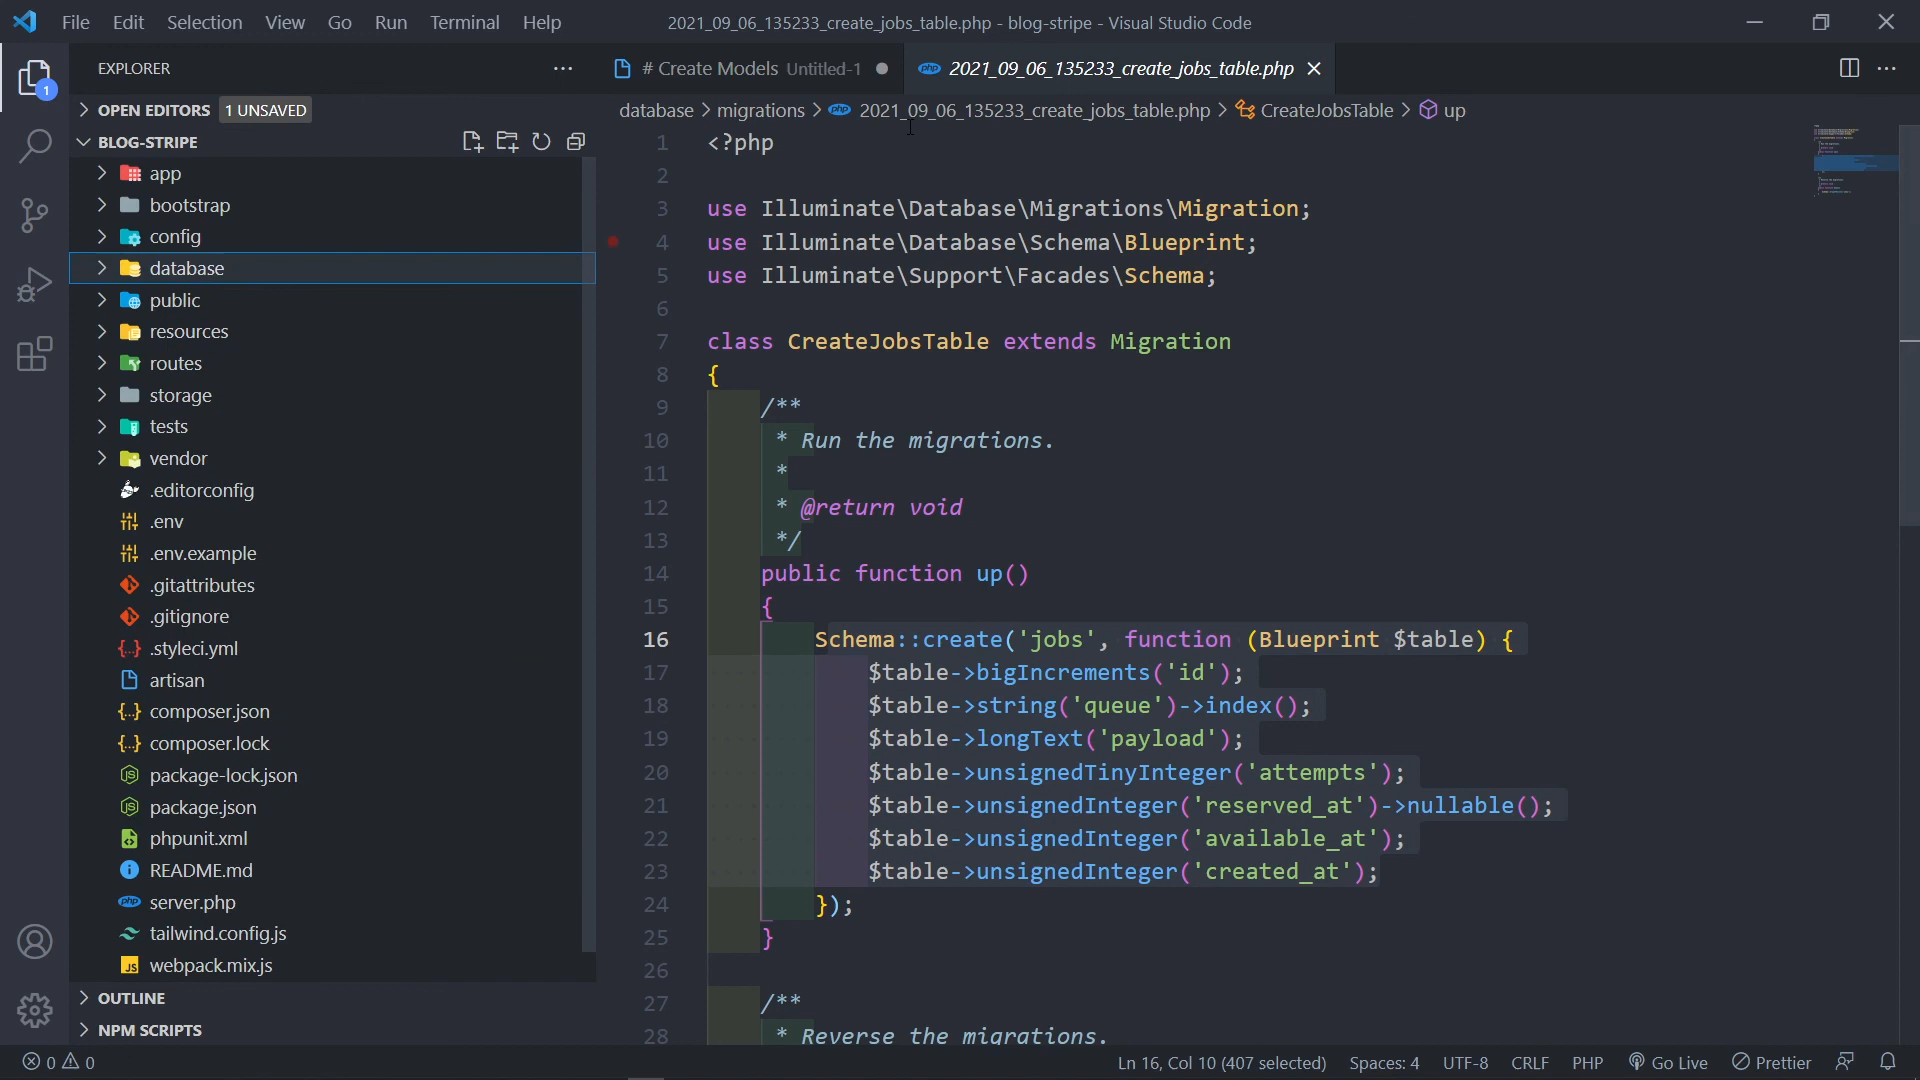 File Edit Selection View Go Run Terminal Help
2021_09_06_135233_create_jobs_table.php - blog-stripe - Visual Studio Code
1
EXPLORER
OPEN EDITORS 1 UNSAVED
BLOG-STRIPE
app
bootstrap
config
database
public
resources
routes
storage
tests
vendor
.editorconfig
.env
.env.example
.gitattributes
.gitignore
.styleci.yml
artisan
composer.json
composer.lock
package-lock.json
package.json
phpunit.xml
README.md
server.php
tailwind.config.js
webpack.mix.js
OUTLINE
NPM SCRIPTS
# Create Models Untitled-1
2021_09_06_135233_create_jobs_table.php
database > migrations > 2021_09_06_135233_create_jobs_table.php > CreateJobsTable > up
1 <?php
2
3 use Illuminate\Database\Migrations\Migration;
4 use Illuminate\Database\Schema\Blueprint;
5 use Illuminate\Support\Facades\Schema;
6
7 class CreateJobsTable extends Migration
8 {
9 /**
10 * Run the migrations.
11 *
12 * @return void
13 */
14 public function up()
15 {
16 Schema::create('jobs', function (Blueprint $table) {
17 $table->bigIncrements('id');
18 $table->string('queue')->index();
19 $table->longText('payload');
20 $table->unsignedTinyInteger('attempts');
21 $table->unsignedInteger('reserved_at')->nullable();
22 $table->unsignedInteger('available_at');
23 $table->unsignedInteger('created_at');
24 });
25 }
26
27 /**
28 * Reverse the migrations.
0 0
Ln 16, Col 10 (407 selected) Spaces: 4 UTF-8 CRLF PHP Go Live Prettier